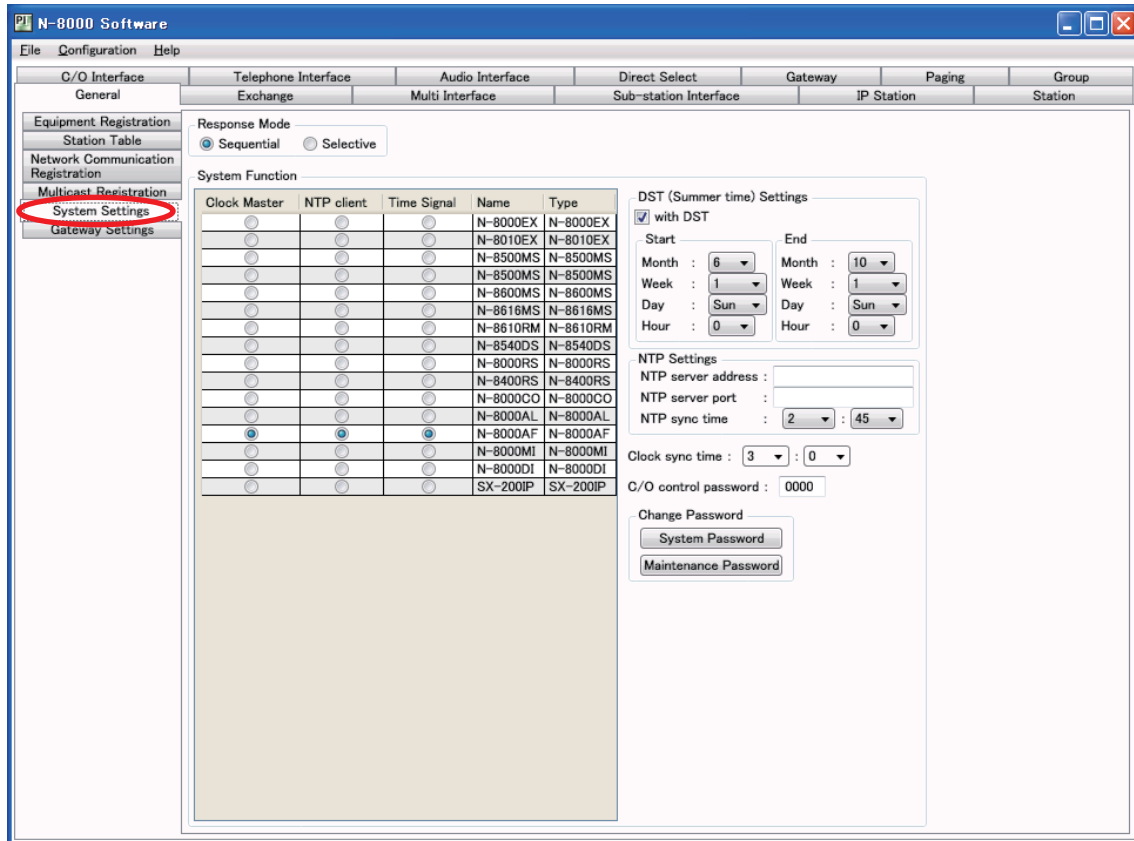 N-8000 Software
File Configuration Help
C/O Interface Telephone Interface Audio Interface Direct Select Gateway Paging Group
General Exchange Multi Interface Sub-station Interface IP Station Station
Equipment Registration
Station Table
Network Communication
Registration
Multicast Registration
System Settings
Gateway Settings
Response Mode
Sequential Selective
System Function
Clock Master NTP client Time Signal Name Type
N-8000EX N-8000EX
N-8010EX N-8010EX
N-8500MS N-8500MS
N-8500MS N-8500MS
N-8600MS N-8600MS
N-8616MS N-8616MS
N-8610RM N-8610RM
N-8540DS N-8540DS
N-8000RS N-8000RS
N-8400RS N-8400RS
N-8000CO N-8000CO
N-8000AL N-8000AL
N-8000AF N-8000AF
N-8000MI N-8000MI
N-8000DI N-8000DI
SX-200IP SX-200IP
DST (Summer time) Settings
with DST
Start End
Month : 6 Month : 10
Week : 1 Week : 1
Day : Sun Day : Sun
Hour : 0 Hour : 0
NTP Settings
NTP server address :
NTP server port :
NTP sync time : 2 : 45
Clock sync time : 3 : 0
C/O control password : 0000
Change Password
System Password
Maintenance Password